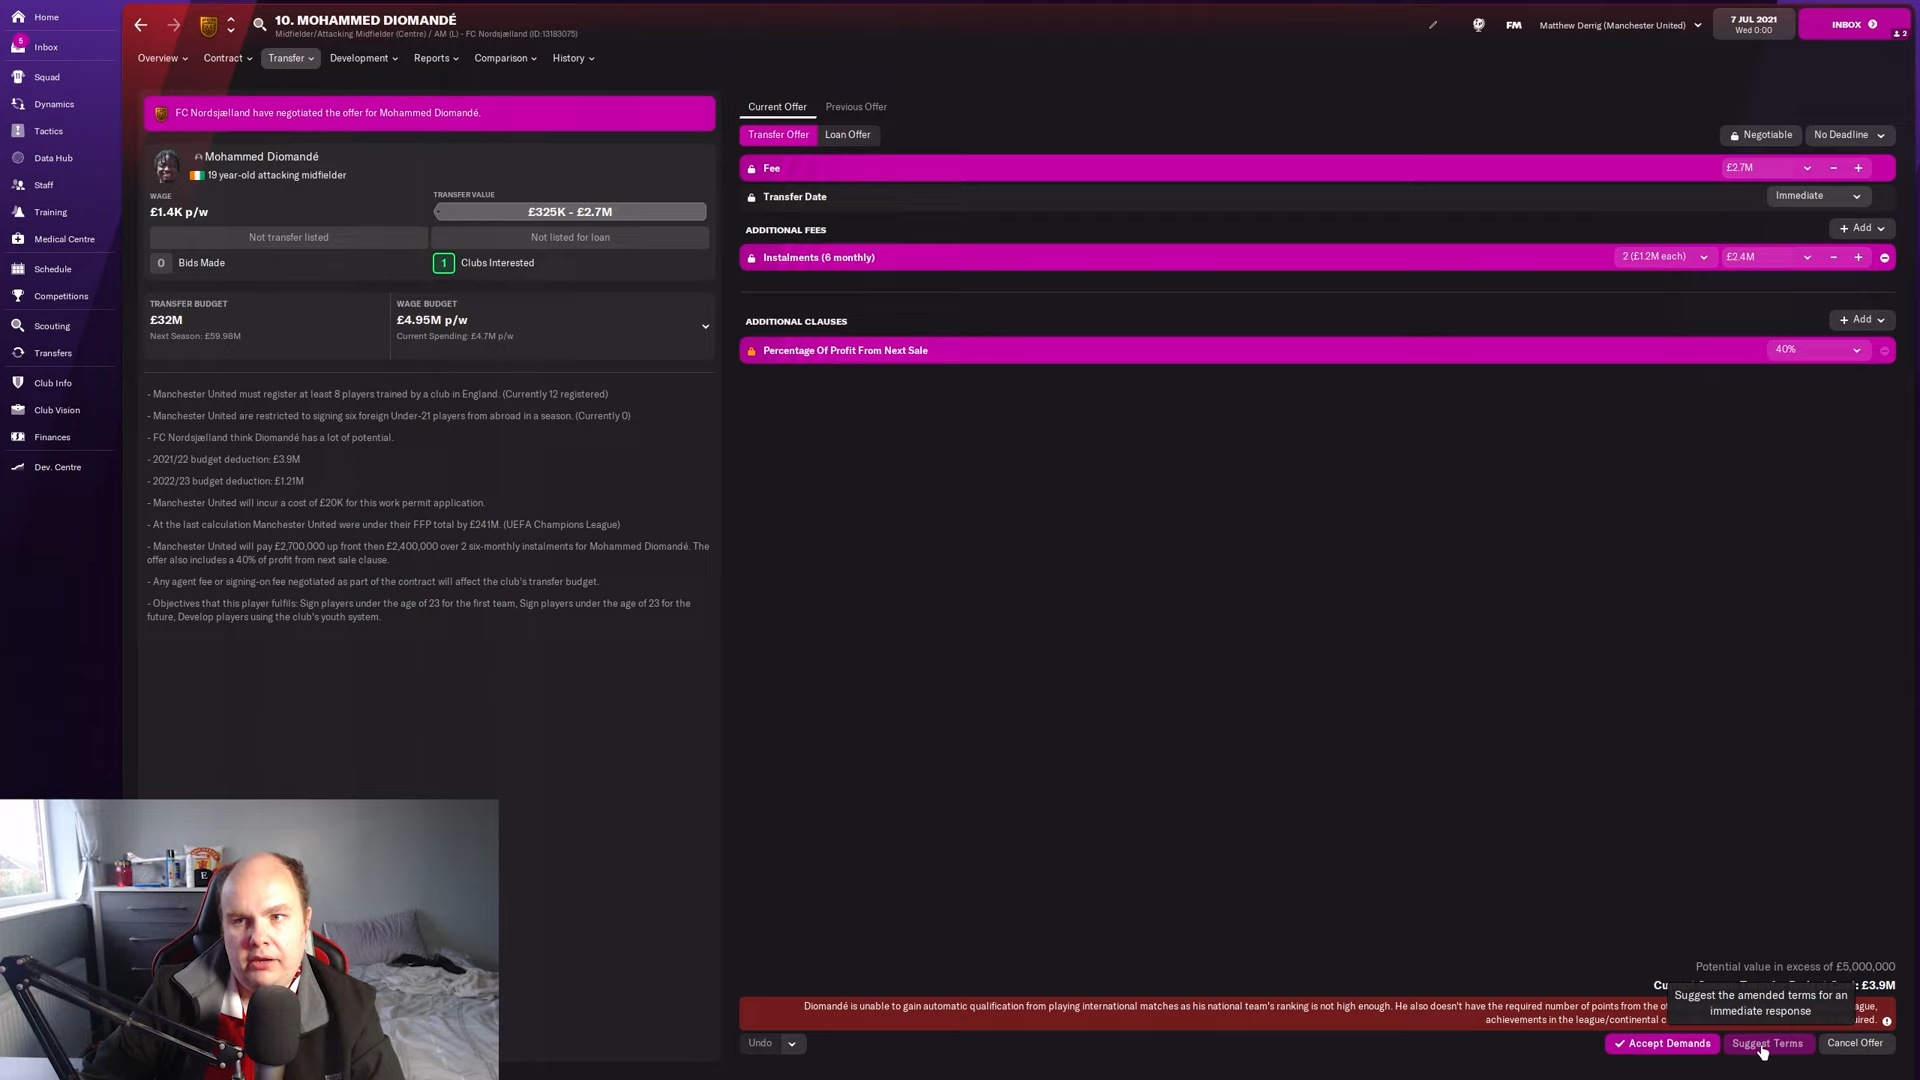 Home
5
Inbox
Squad
Dynamics
Tactics
Data Hub
Staff
Training
Medical Centre
Schedule
Competitions
Scouting
Transfers
Club Info
Club Vision
Finances
Dev. Centre
10. MOHAMMED DIOMANDÉ
Midfielder/Attacking Midfielder (Centre) / AM (L) - FC Nordsjælland (ID:13183075)
FM
Matthew Derrig (Manchester United)
7 JUL 2021
Wed 0:00
INBOX
2
Overview
Contract
Transfer
Development
Reports
Comparison
History
FC Nordsjælland have negotiated the offer for Mohammed Diomandé.
Mohammed Diomandé
19 year-old attacking midfielder
WAGE
£1.4K p/w
TRANSFER VALUE
£325K - £2.7M
Not transfer listed
Not listed for loan
0 Bids Made
1 Clubs Interested
TRANSFER BUDGET
£32M
Next Season: £59.98M
WAGE BUDGET
£4.95M p/w
Current Spending: £4.7M p/w
- Manchester United must register at least 8 players trained by a club in England. (Currently 12 registered)
- Manchester United are restricted to signing six foreign Under-21 players from abroad in a season. (Currently 0)
- FC Nordsjælland think Diomandé has a lot of potential.
- 2021/22 budget deduction: £3.9M
- 2022/23 budget deduction: £1.21M
- Manchester United will incur a cost of £20K for this work permit application.
- At the last calculation Manchester United were under their FFP total by £241M. (UEFA Champions League)
- Manchester United will pay £2,700,000 up front then £2,400,000 over 2 six-monthly instalments for Mohammed Diomandé. The
offer also includes a 40% of profit from next sale clause.
- Any agent fee or signing-on fee negotiated as part of the contract will affect the club's transfer budget.
- Objectives that this player fulfils: Sign players under the age of 23 for the first team, Sign players under the age of 23 for the
future, Develop players using the club's youth system.
Current Offer
Previous Offer
Transfer Offer
Loan Offer
Negotiable
No Deadline
Fee
£2.7M
Transfer Date
Immediate
ADDITIONAL FEES
+ Add
Instalments (6 monthly)
2 (£1.2M each)
£2.4M
ADDITIONAL CLAUSES
+ Add
Percentage Of Profit From Next Sale
40%
Potential value in excess of £5,000,000
: £3.9M
Suggest the amended terms for an
immediate response
Diomandé is unable to gain automatic qualification from playing international matches as his national team's ranking is not high enough. He also doesn't have the required number of points from the
achievements in the league/continental
Undo
Accept Demands
Suggest Terms
Cancel Offer
E